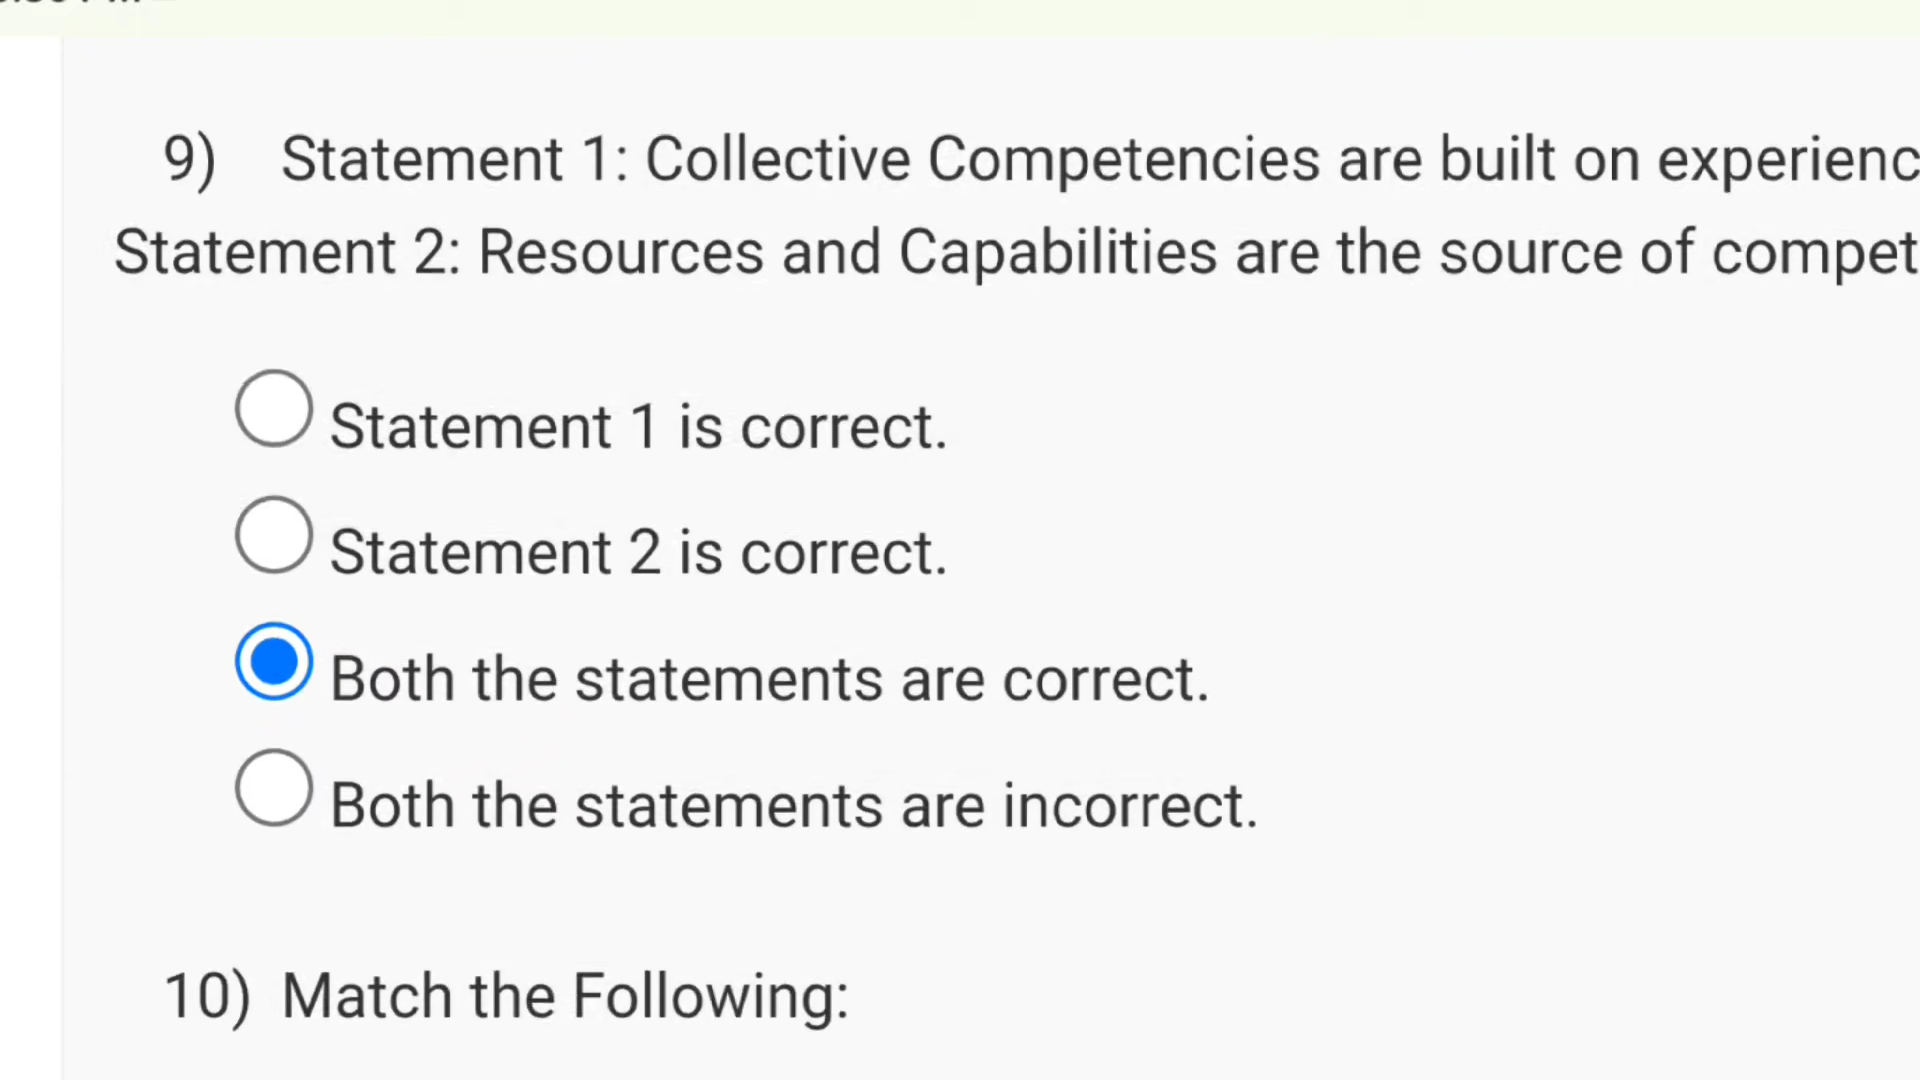 9) Statement 1: Collective Competencies are built on
Statement 2: Resources and Capabilities are the source of
Statement 1 is correct.
Statement 2 is correct.
Both the statements are correct.
Both the statements are incorrect.
10) Match the Following: